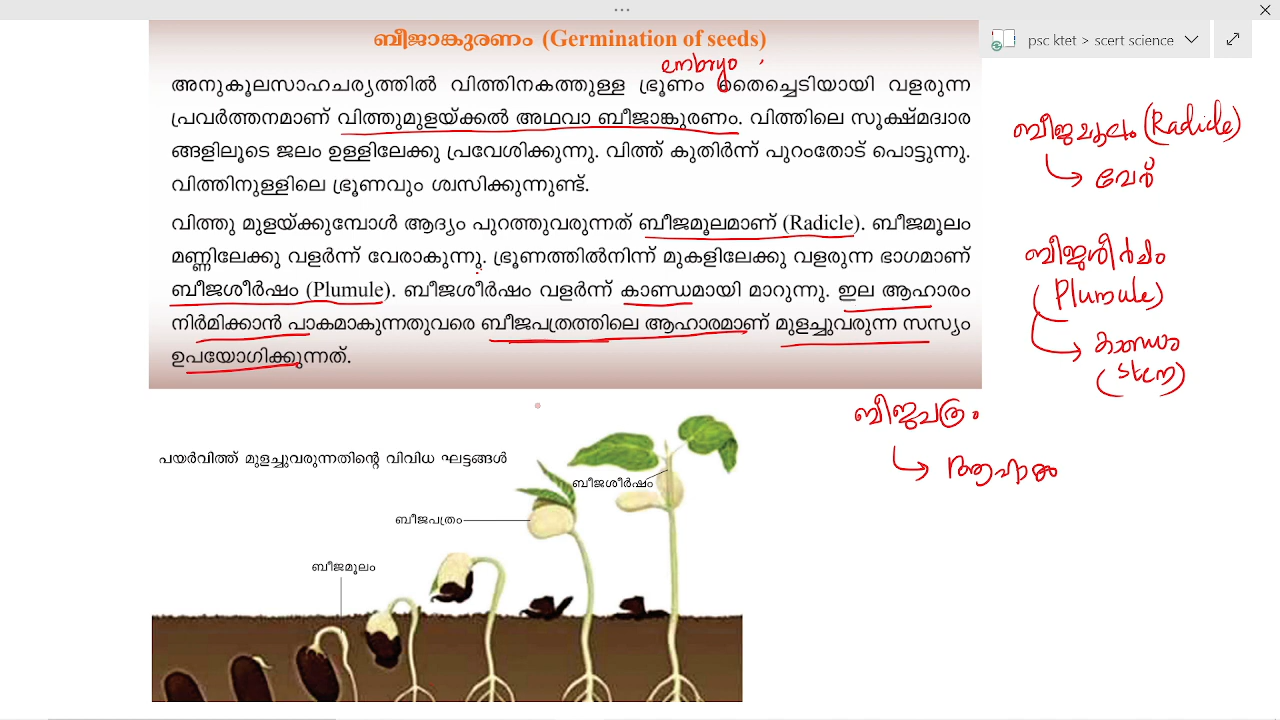 ബീജാങ്കുരണം (Germination of seeds)
psc ktet > scert science
embryo
അനുകൂലസാഹചര്യത്തിൽ വിത്തിനകത്തുള്ള ഭ്രൂണം തൈച്ചെടിയായി വളരുന്ന
പ്രവർത്തനമാണ് വിത്തുമുളയ്ക്കൽ അഥവാ ബീജാങ്കുരണം. വിത്തിലെ സൂക്ഷ്മദ്വാര
ങ്ങളിലൂടെ ജലം ഉള്ളിലേക്കു പ്രവേശിക്കുന്നു. വിത്ത് കുതിർന്ന് പുറംതോട് പൊട്ടുന്നു.
വിത്തിനുള്ളിലെ ഭ്രൂണവും ശ്വസിക്കുന്നുണ്ട്.
വിത്തു മുളയ്ക്കുമ്പോൾ ആദ്യം പുറത്തുവരുന്നത് ബീജമൂലമാണ് (Radicle). ബീജമൂലം
മണ്ണിലേക്കു വളർന്ന് വേരാകുന്നു. ഭ്രൂണത്തിൽനിന്ന് മുകളിലേക്കു വളരുന്ന ഭാഗമാണ്
ബീജശീർഷം (Plumule). ബീജശീർഷം വളർന്ന് കാണ്ഡമായി മാറുന്നു. ഇല ആഹാരം
നിർമിക്കാൻ പാകമാകുന്നതുവരെ ബീജപത്രത്തിലെ ആഹാരമാണ് മുളച്ചുവരുന്ന സസ്യം
ഉപയോഗിക്കുന്നത്.
ബീജമൂലം (Radicle)
വേര്
ബീജശീർഷം
(Plumule)
കാണ്ഡം
(Stem)
ബീജപത്രം
പയർവിത്ത് മുളച്ചുവരുന്നതിന്റെ വിവിധ ഘട്ടങ്ങൾ
ബീജശീർഷം
ബീജപത്രം
ബീജമൂലം